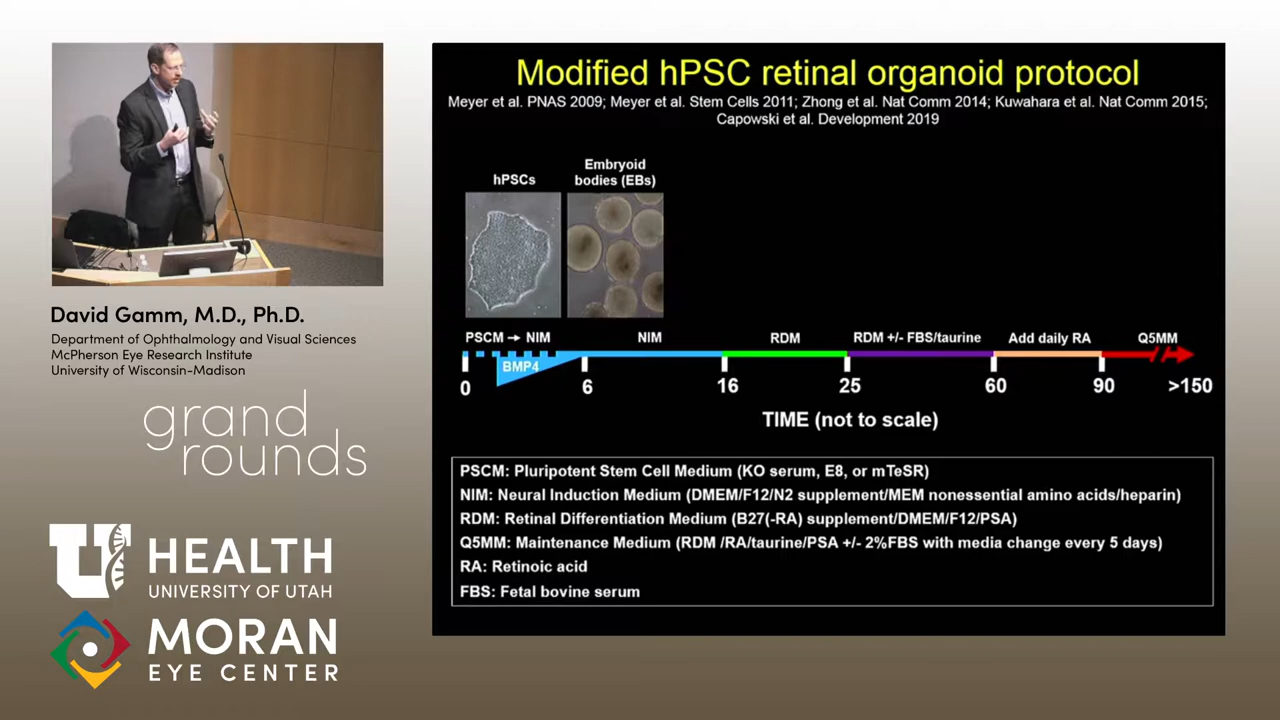 Modified hPSC retinal organoid protocol
Meyer et al. PNAS 2009; Meyer et al. Stem Cells 2011; Zhong et al. Nat Comm 2014; Kuwahara et al. Nat Comm 2015;
Capowski et al. Development 2019
hPSCs
Embryoid
bodies (EBs)
PSCM → NIM
NIM
RDM
RDM +/- FBS/taurine
Add daily RA
Q5MM
BMP4
0 6 16 25 60 90 >150
TIME (not to scale)
PSCM: Pluripotent Stem Cell Medium (KO serum, E8, or mTeSR)
NIM: Neural Induction Medium (DMEM/F12/N2 supplement/MEM nonessential amino acids/heparin)
RDM: Retinal Differentiation Medium (B27(-RA) supplement/DMEM/F12/PSA)
Q5MM: Maintenance Medium (RDM /RA/taurine/PSA +/- 2%FBS with media change every 5 days)
RA: Retinoic acid
FBS: Fetal bovine serum
David Gamm, M.D., Ph.D.
Department of Ophthalmology and Visual Sciences
McPherson Eye Research Institute
University of Wisconsin-Madison
grand
rounds
U HEALTH
UNIVERSITY OF UTAH
MORAN
EYE CENTER